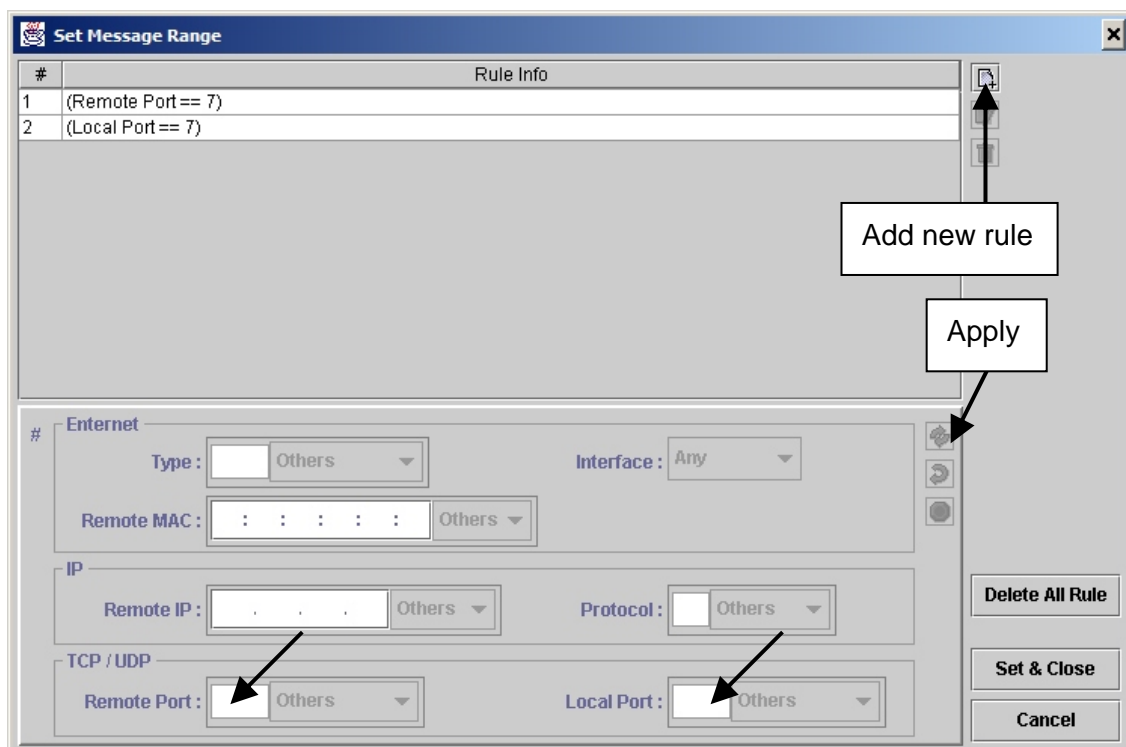 Set Message Range
# Rule Info
1 (Remote Port == 7)
2 (Local Port == 7)
Add new rule
Apply
# Enternet
Type : Others Interface : Any
Remote MAC : : : : : : Others
IP
Remote IP : . . . Others Protocol : Others
Delete All Rule
TCP / UDP
Remote Port : Others Local Port : Others
Set & Close
Cancel